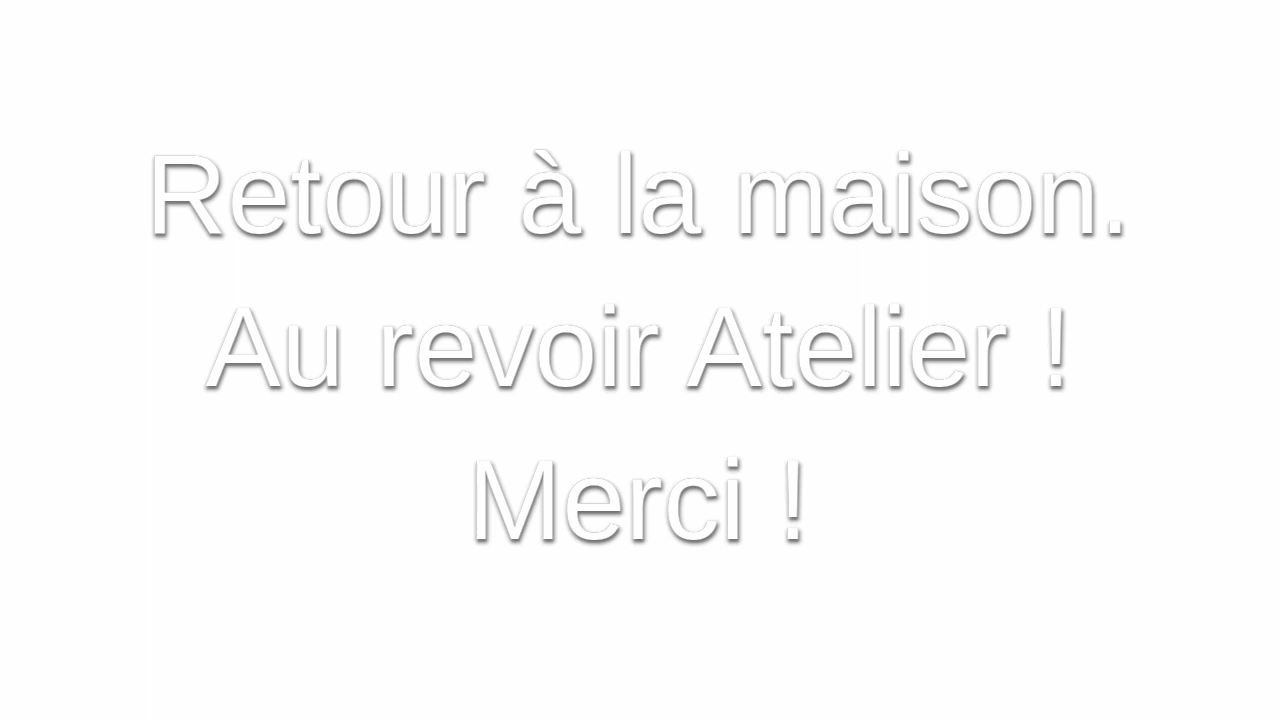 Retour à la maison.
Au revoir Atelier !
Merci !